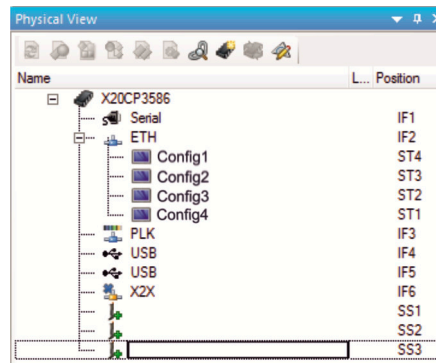 Physical View
Name L... Position
X20CP3586
Serial IF1
ETH IF2
Config1 ST4
Config2 ST3
Config3 ST2
Config4 ST1
PLK IF3
USB IF4
USB IF5
X2X IF6
SS1
SS2
SS3